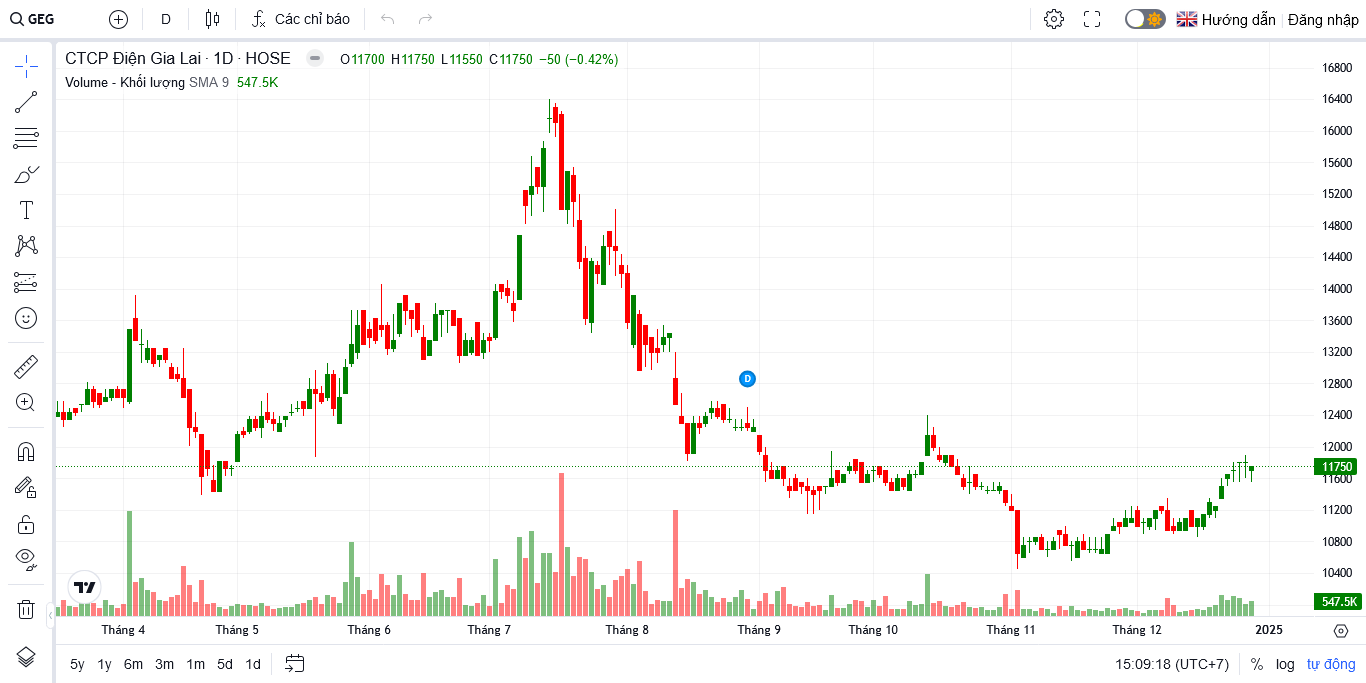 GEG D Các chỉ báo Hướng dẫn Đăng nhập
CTCP Điện Gia Lai · 1D · HOSE O11700 H11750 L11550 C11750 −50 (−0.42%)
Volume - Khối lượng SMA 9 547.5K
16800
16400
16000
15600
15200
14800
14400
14000
13600
13200
12800
D
12400
12000
11750
11600
11200
10800
10400
547.5K
Tháng 4 Tháng 5 Tháng 6 Tháng 7 Tháng 8 Tháng 9 Tháng 10 Tháng 11 Tháng 12 2025
5y 1y 6m 3m 1m 5d 1d 15:09:18 (UTC+7) % log tự động